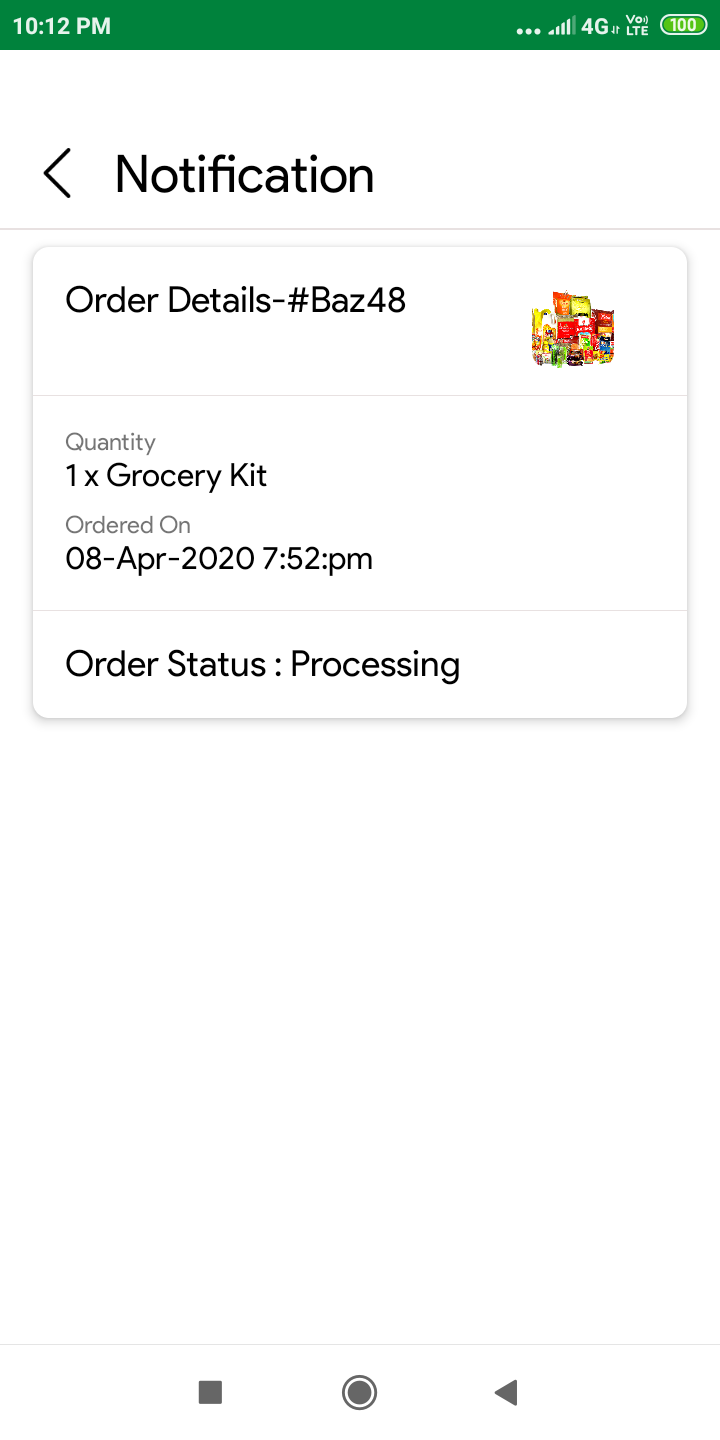 10:12 PM
4G Vo) LTE 100
Notification
Order Details-#Baz48
Quantity
1 x Grocery Kit
Ordered On
08-Apr-2020 7:52:pm
Order Status : Processing